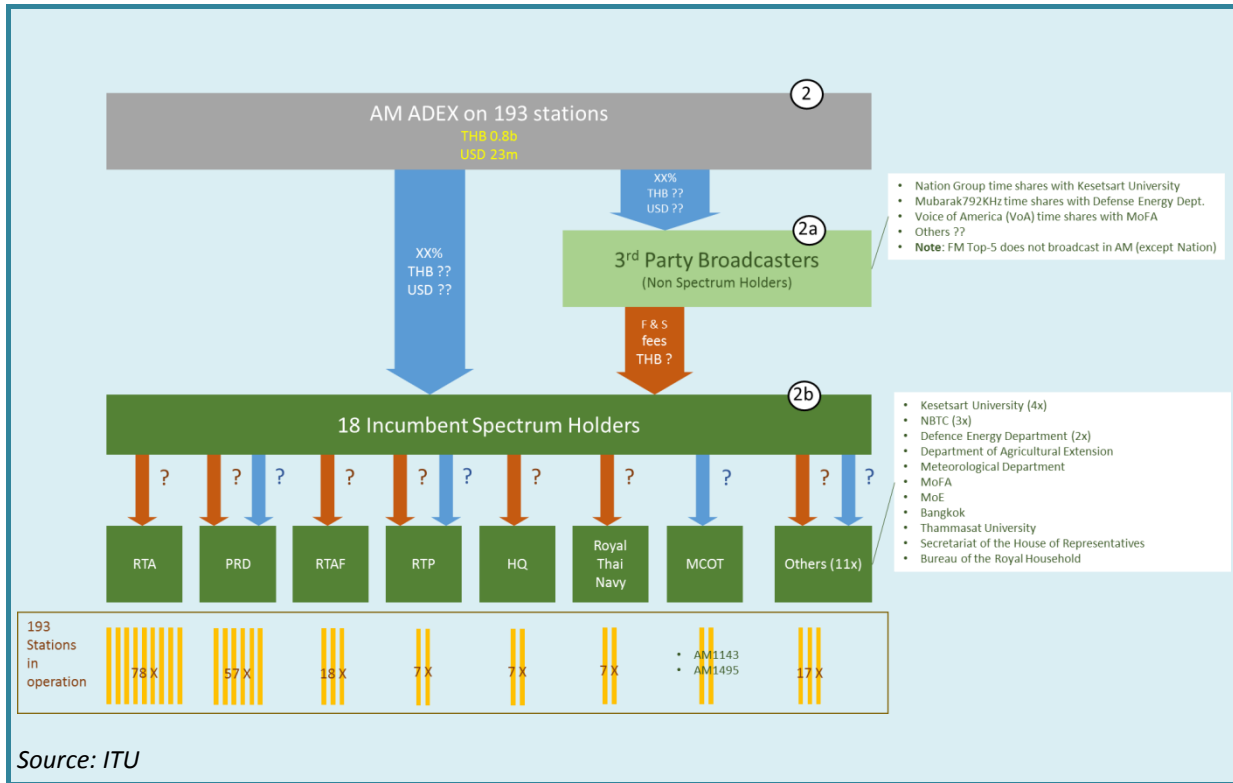 2
AM ADEX on 193 stations
THB 0.8b
USD 23m
XX%
THB ??
USD ??
2a
3rd Party Broadcasters
(Non Spectrum Holders)
• Nation Group time shares with Kesetsart University
• Mubarak792KHz time shares with Defense Energy Dept.
• Voice of America (VoA) time shares with MoFA
• Others ??
• Note: FM Top-5 does not broadcast in AM (except Nation)
XX%
THB ??
USD ??
F & S
fees
THB ?
2b
18 Incumbent Spectrum Holders
• Kesetsart University (4x)
• NBTC (3x)
• Defence Energy Department (2x)
• Department of Agricultural Extension
• Meteorological Department
• MoFA
• MoE
• Bangkok
• Thammasat University
• Secretariat of the House of Representatives
• Bureau of the Royal Household
? ? ? ? ? ? ? ? ? ? ?
RTA
PRD
RTAF
RTP
HQ
Royal
Thai
Navy
MCOT
Others (11x)
193
Stations
in
operation
78 X
57 X
18 X
7 X
7 X
7 X
• AM1143
• AM1495
17 X
Source: ITU